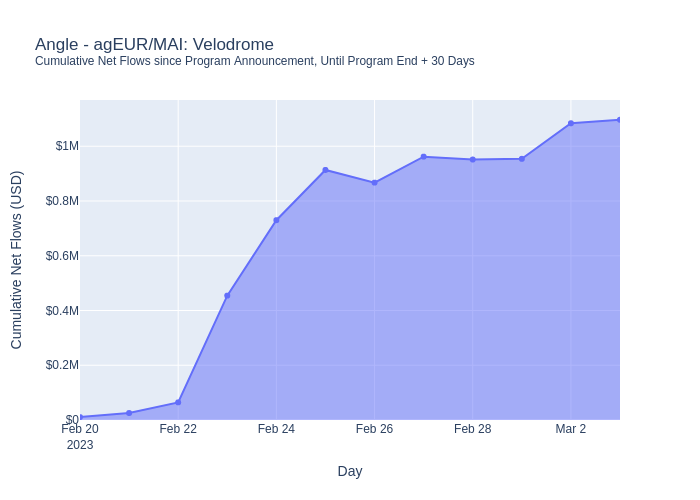 Angle - agEUR/MAI: Velodrome
Cumulative Net Flows since Program Announcement, Until Program End + 30 Days
Cumulative Net Flows (USD)
$1M
$0.8M
$0.6M
$0.4M
$0.2M
$0
Feb 20
2023
Feb 22
Feb 24
Feb 26
Feb 28
Mar 2
Day